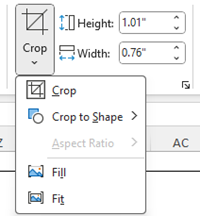 Height: 1.01"
Crop
Width: 0.76"
Crop
Crop to Shape
Aspect Ratio
Z AC
Fill
Fit